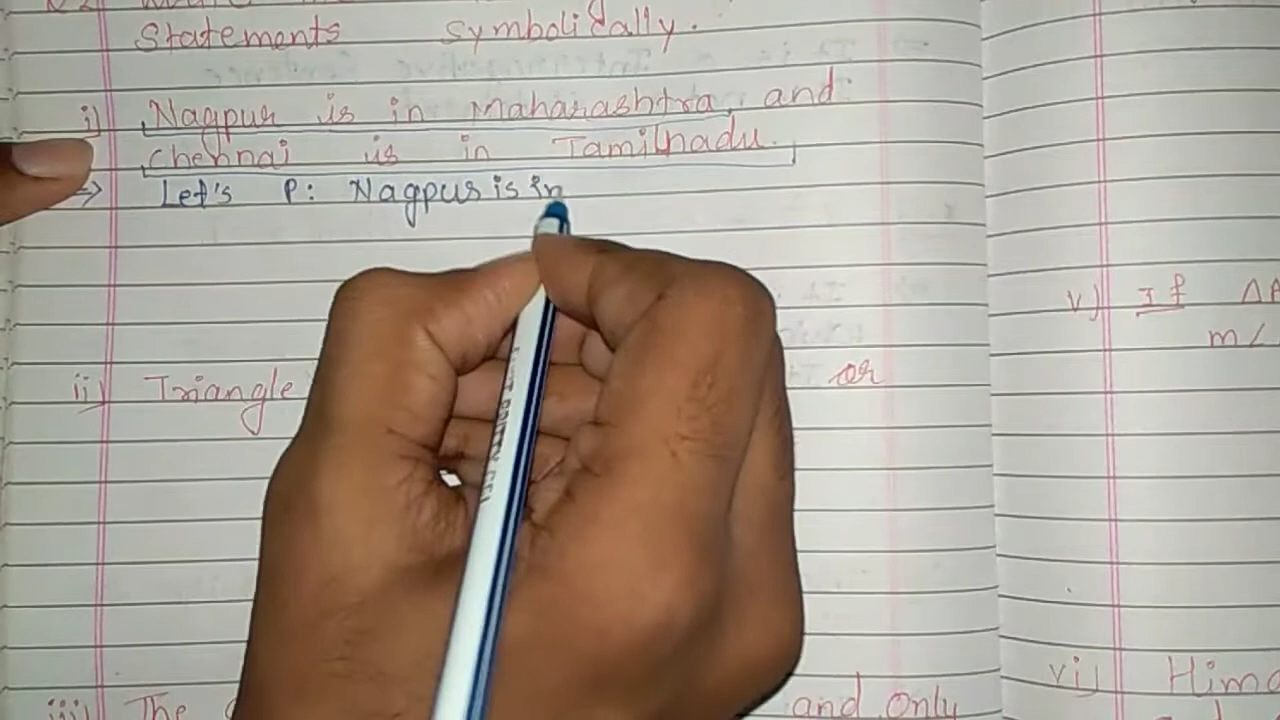 Statements Symbolically.
i) Nagpur is in Maharashtra, and
Chennai is in Tamilnadu.
→ Let's P: Nagpur is in
ii) Triangle or
iii) The and only
v) If
m∠
vi)